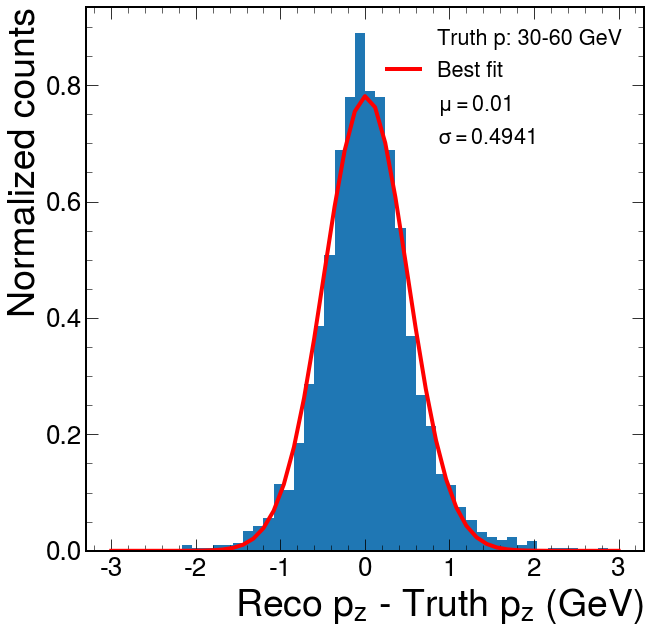 Normalized counts
0.8
0.6
0.4
0.2
0.0
Truth p: 30-60 GeV
Best fit
μ = 0.01
σ = 0.4941
-3 -2 -1 0 1 2 3
Reco p_z - Truth p_z (GeV)